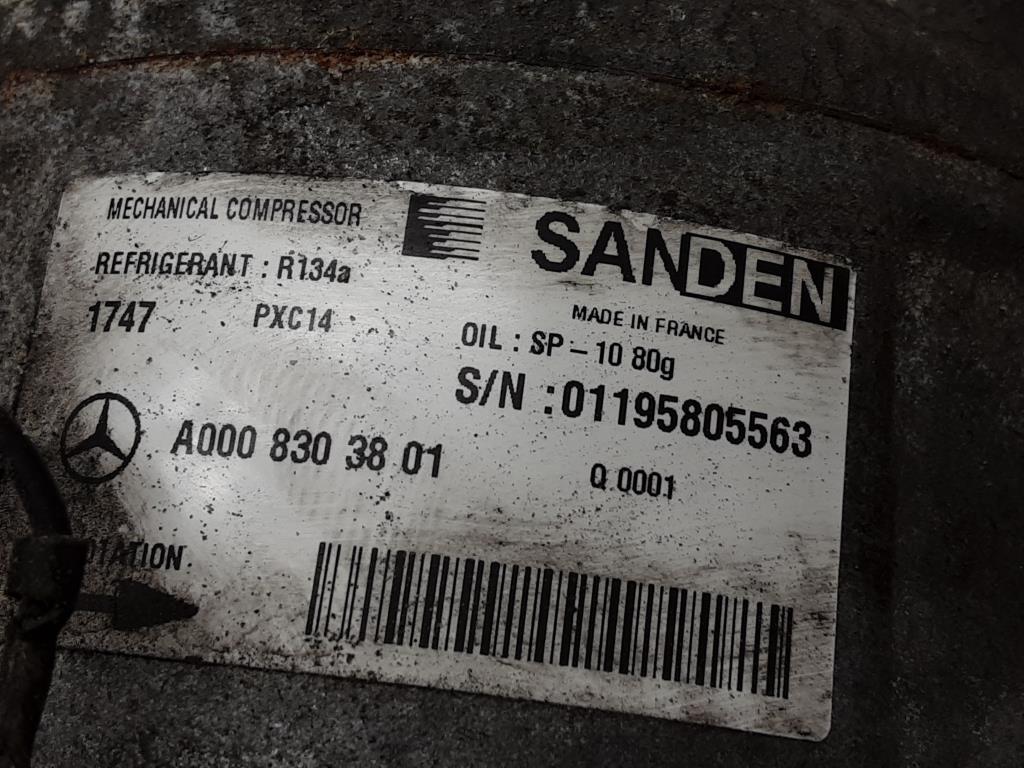 MECHANICAL COMPRESSOR
SANDEN
REFRIGERANT : R134a
MADE IN FRANCE
1747 PXC14
OIL : SP-10 80g
S/N :01195805563
A000 830 38 01
Q 0001
OTATION